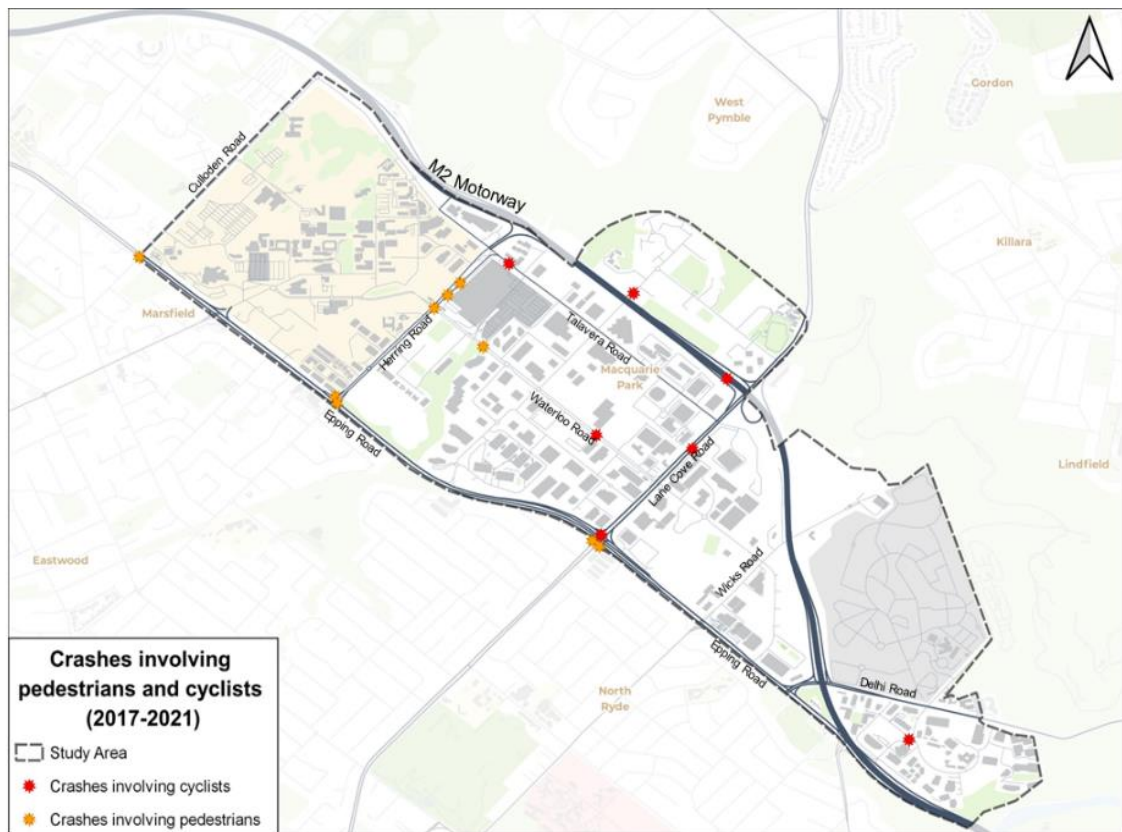 Gordon
West
Pymble
Culloden Road
M2 Motorway
Killara
Marsfield
Herring Road
Talavera Road
Macquarie
Park
Waterloo Road
Epping Road
Lane Cove Road
Lindfield
Eastwood
Wicks Road
Epping Road
North
Ryde
Delhi Road
Crashes involving
pedestrians and cyclists
(2017-2021)
Study Area
Crashes involving cyclists
Crashes involving pedestrians